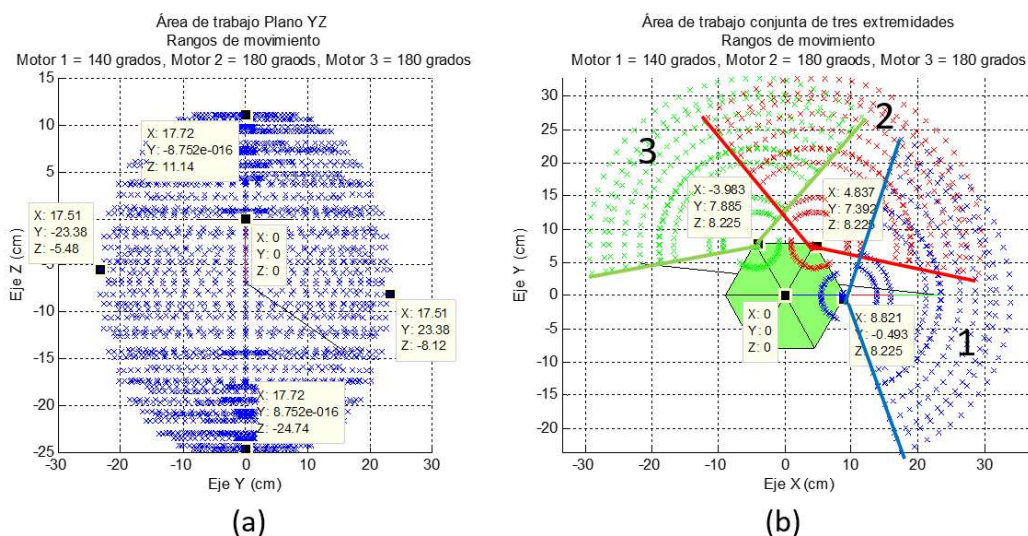 Área de trabajo Plano YZ
Rangos de movimiento
Motor 1 = 140 grados, Motor 2 = 180 graods, Motor 3 = 180 grados
15
10
5
0
-5
-10
-15
-20
-25
Eje Z (cm)
X: 17.72
Y: -8.752e-016
Z: 11.14
X: 17.51
Y: -23.38
Z: -5.48
X: 0
Y: 0
Z: 0
X: 17.51
Y: 23.38
Z: -8.12
X: 17.72
Y: 8.752e-016
Z: -24.74
-30
-20
-10
0
10
20
30
Eje Y (cm)
(a)
Área de trabajo conjunta de tres extremidades
Rangos de movimiento
Motor 1 = 140 grados, Motor 2 = 180 graods, Motor 3 = 180 grados
30
25
20
15
10
5
0
-5
-10
-15
-20
Eje Y (cm)
3
2
1
X: -3.983
Y: 7.885
Z: 8.225
X: 4.837
Y: 7.392
Z: 8.225
X: 0
Y: 0
Z: 0
X: 8.821
Y: -0.493
Z: 8.225
-30
-20
-10
0
10
20
30
Eje X (cm)
(b)